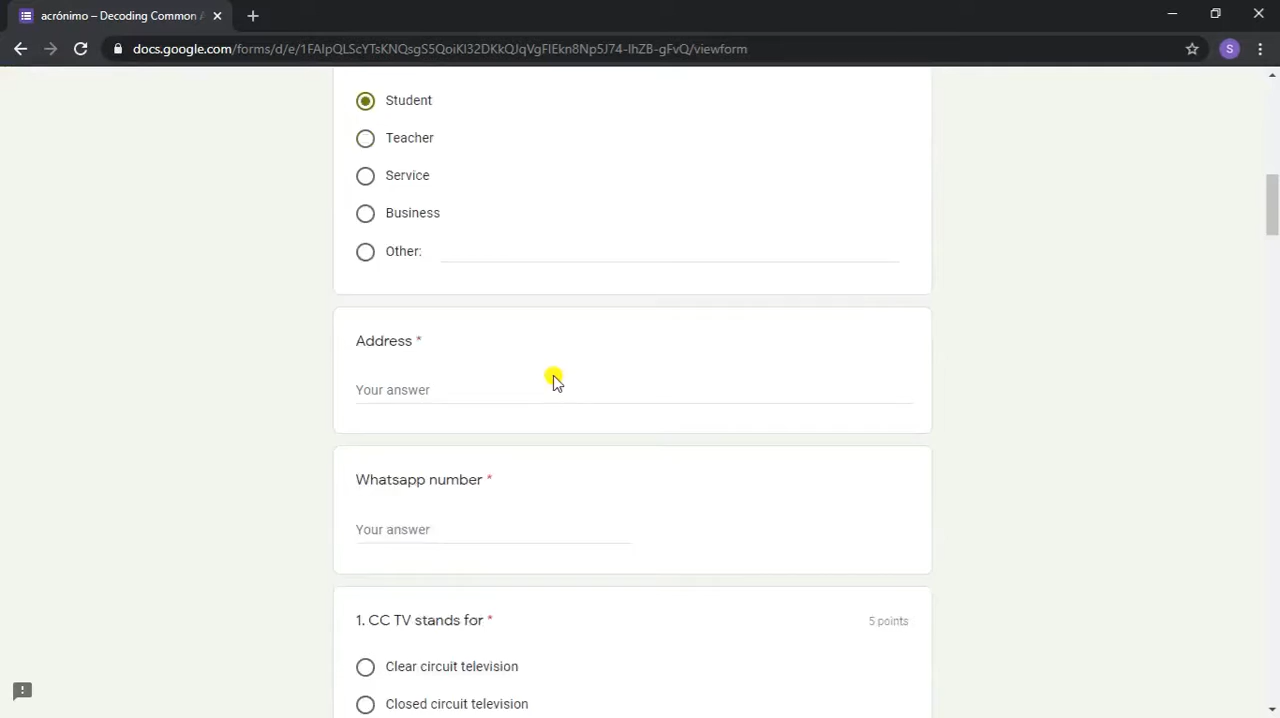 acrónimo – Decoding Common A
docs.google.com/forms/d/e/1FAIpQLScYTsKNQsgS5QoiKl32DKkQJqVgFlEkn8Np5J74-lhZB-gFvQ/viewform
S
Student
Teacher
Service
Business
Other:
Address *
Your answer
Whatsapp number *
Your answer
1. CC TV stands for *
5 points
Clear circuit television
Closed circuit television